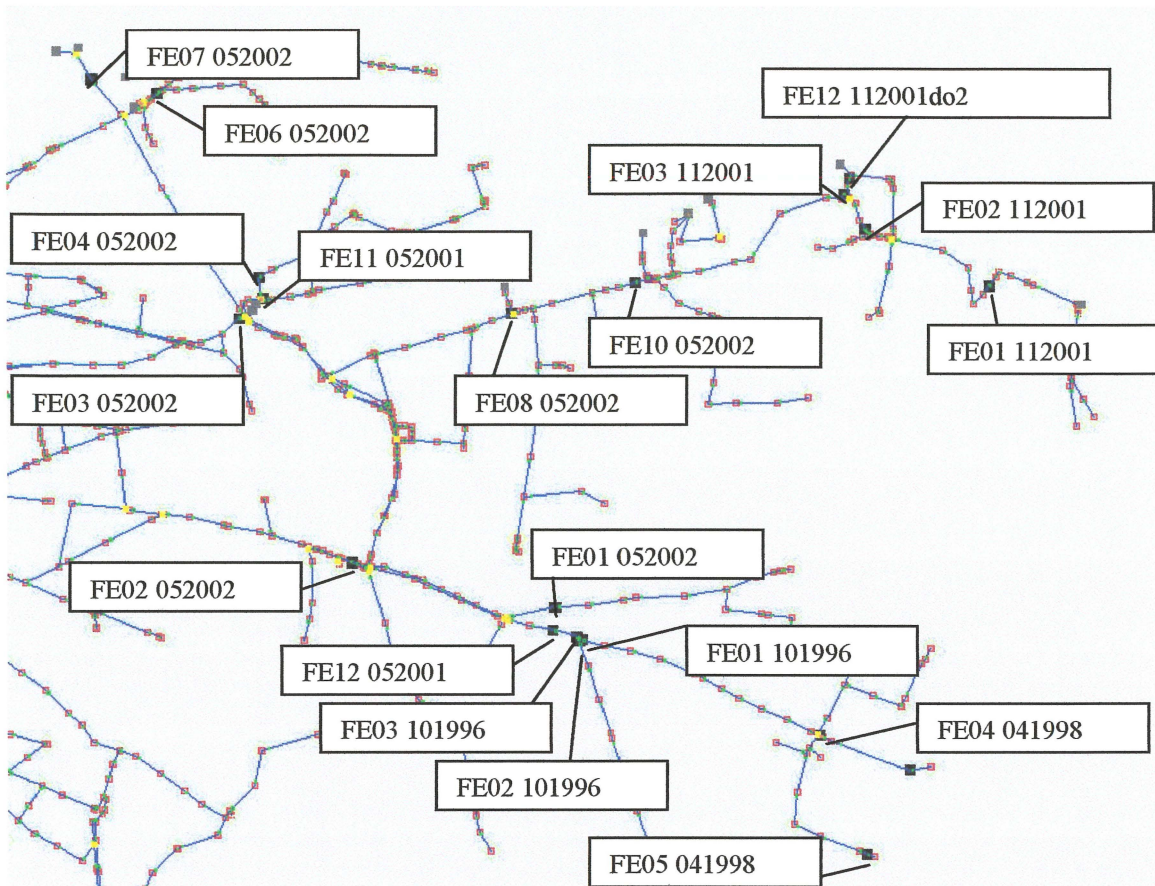 FE07 052002
FE12 112001do2
FE06 052002
FE03 112001
FE02 112001
FE04 052002
FE11 052001
FE10 052002
FE01 112001
FE03 052002
FE08 052002
FE01 052002
FE02 052002
FE12 052001
FE01 101996
FE03 101996
FE04 041998
FE02 101996
FE05 041998